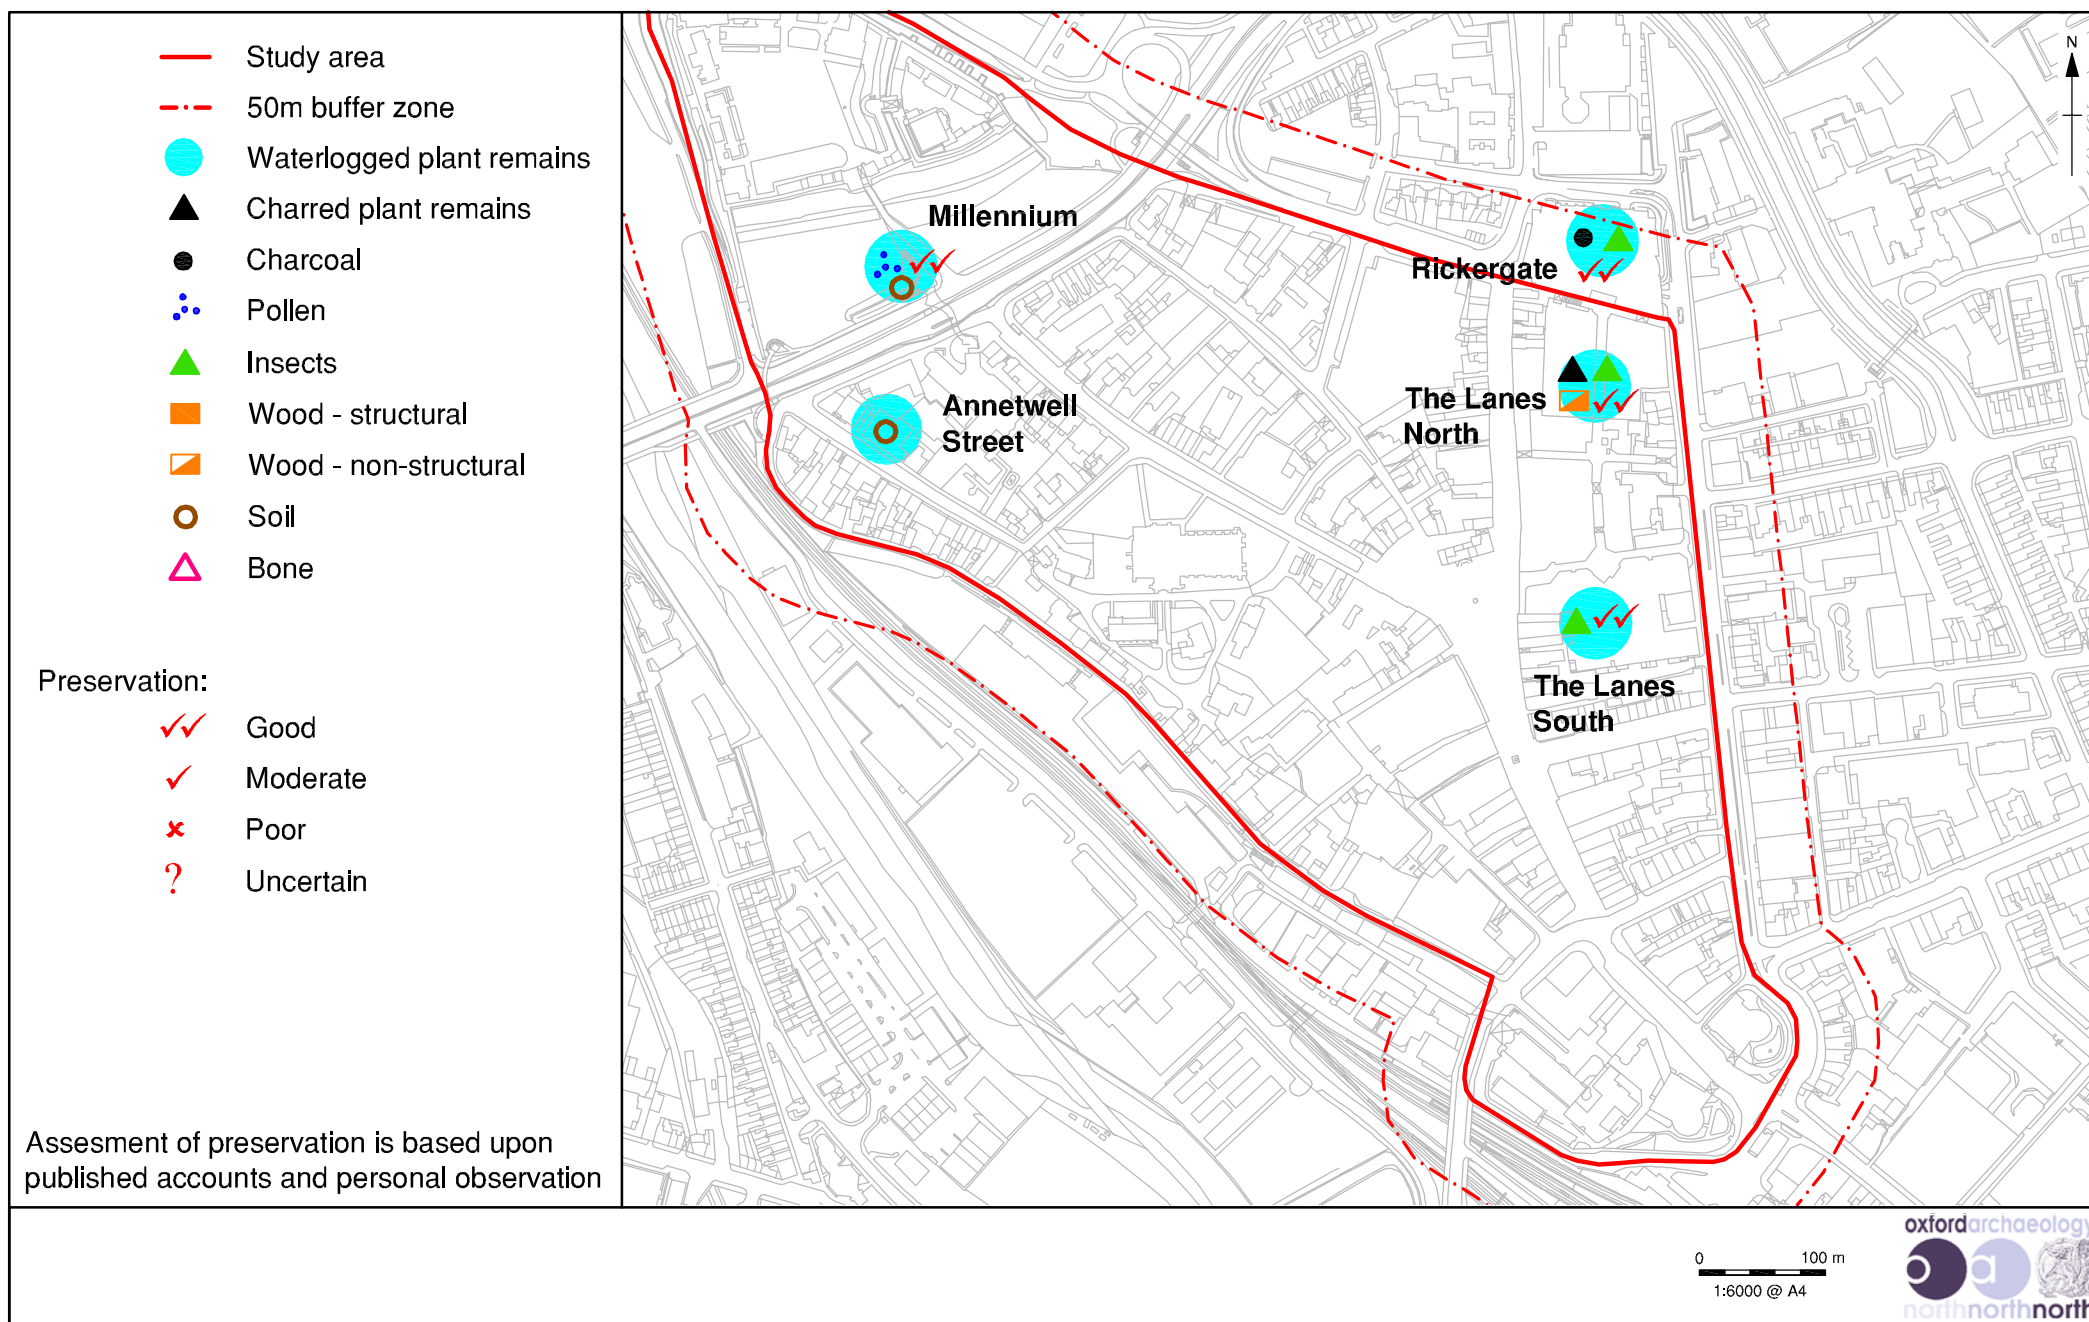 Study area
50m buffer zone
Waterlogged plant remains
Charred plant remains
Charcoal
Pollen
Insects
Wood - structural
Wood - non-structural
Soil
Bone
Preservation:
Good
Moderate
Poor
? Uncertain
Assesment of preservation is based upon
published accounts and personal observation
N
Millennium
Rickergate
Annetwell
Street
The Lanes
North
The Lanes
South
0 100 m
1:6000 @ A4
oxfordarchaeology
oa
northnorthnorth